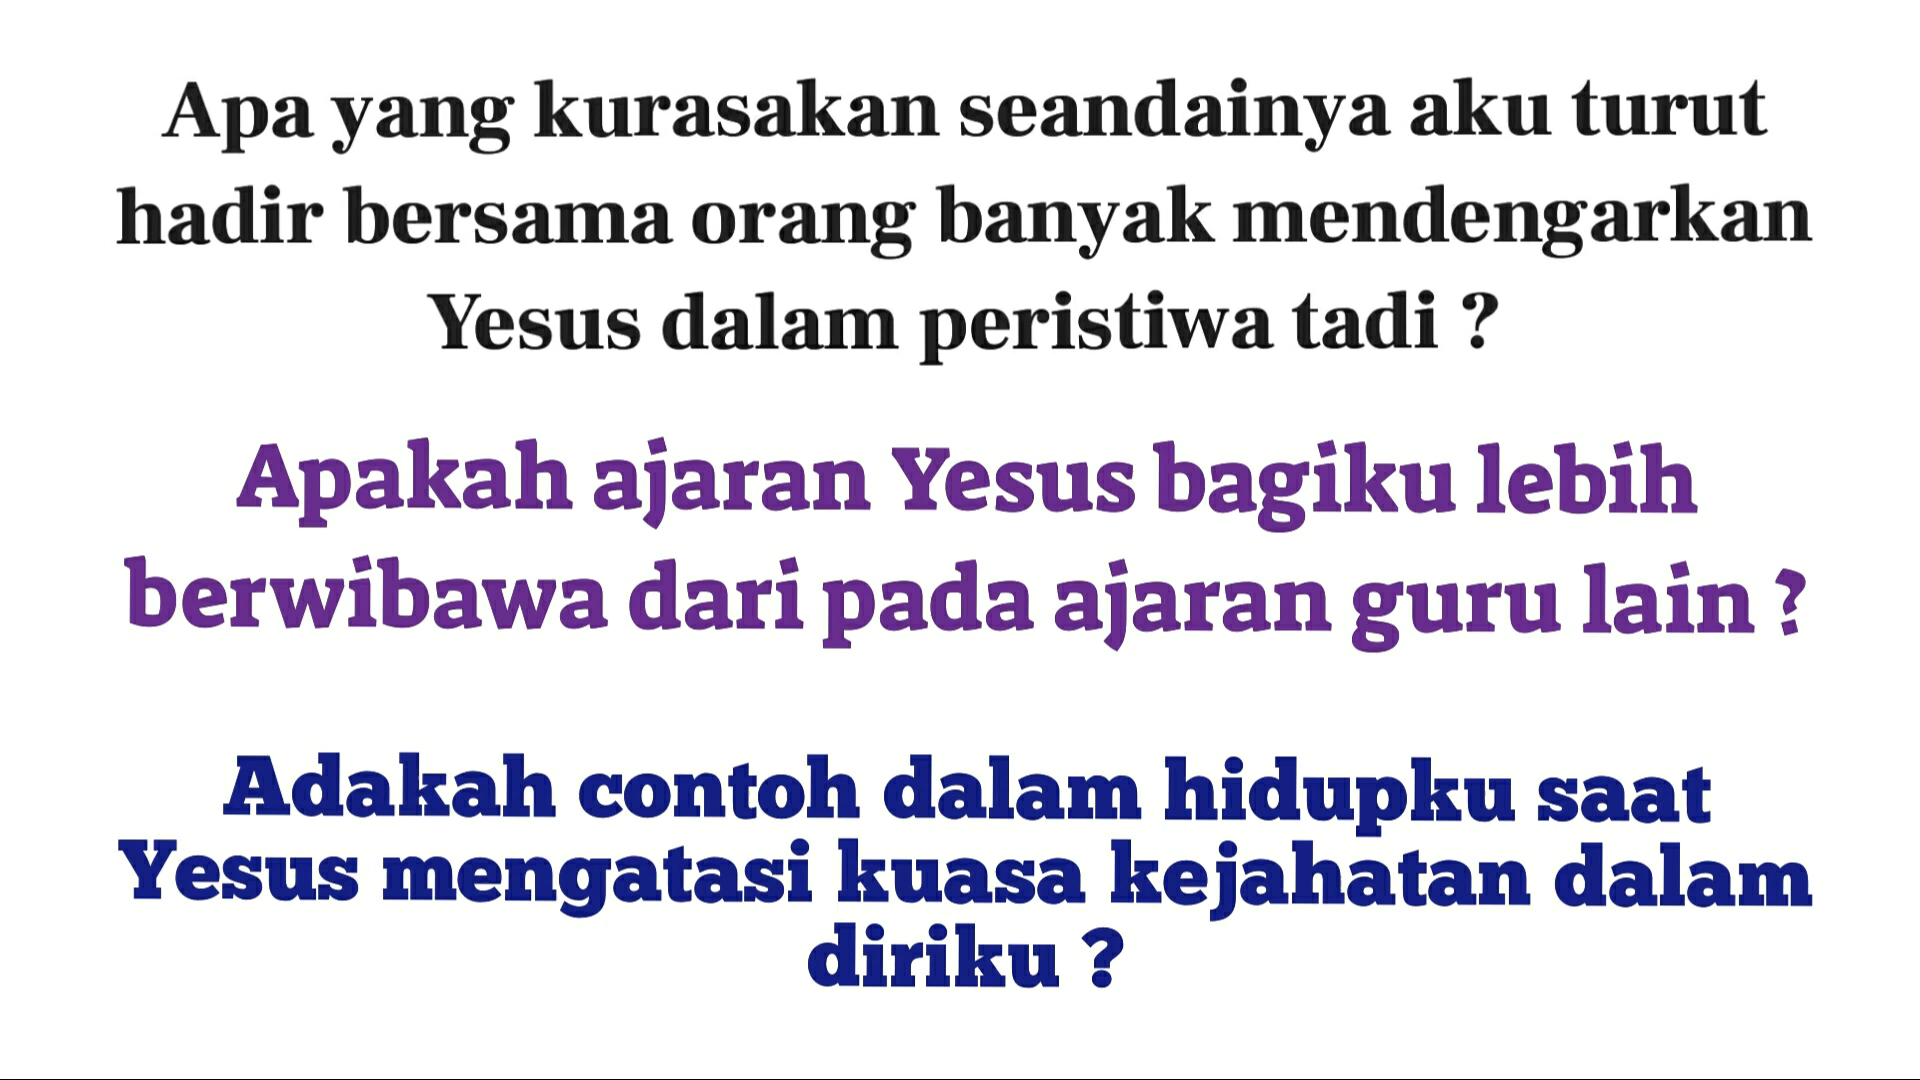 Apa yang kurasakan seandainya aku turut
hadir bersama orang banyak mendengarkan
Yesus dalam peristiwa tadi ?
Apakah ajaran Yesus bagiku lebih
berwibawa dari pada ajaran guru lain ?
Adakah contoh dalam hidupku saat
Yesus mengatasi kuasa kejahatan dalam
diriku ?